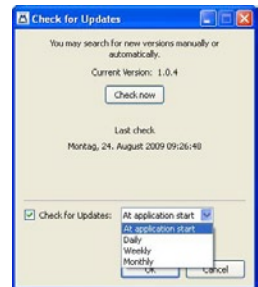 Check for Updates
You may search for new versions manually or
automatically.
Current Version: 1.0.4
Check now
Last check
Montag, 24. August 2009 09:26:48
Check for Updates: At application start
At application start
Daily
Weekly
Monthly
OK Cancel